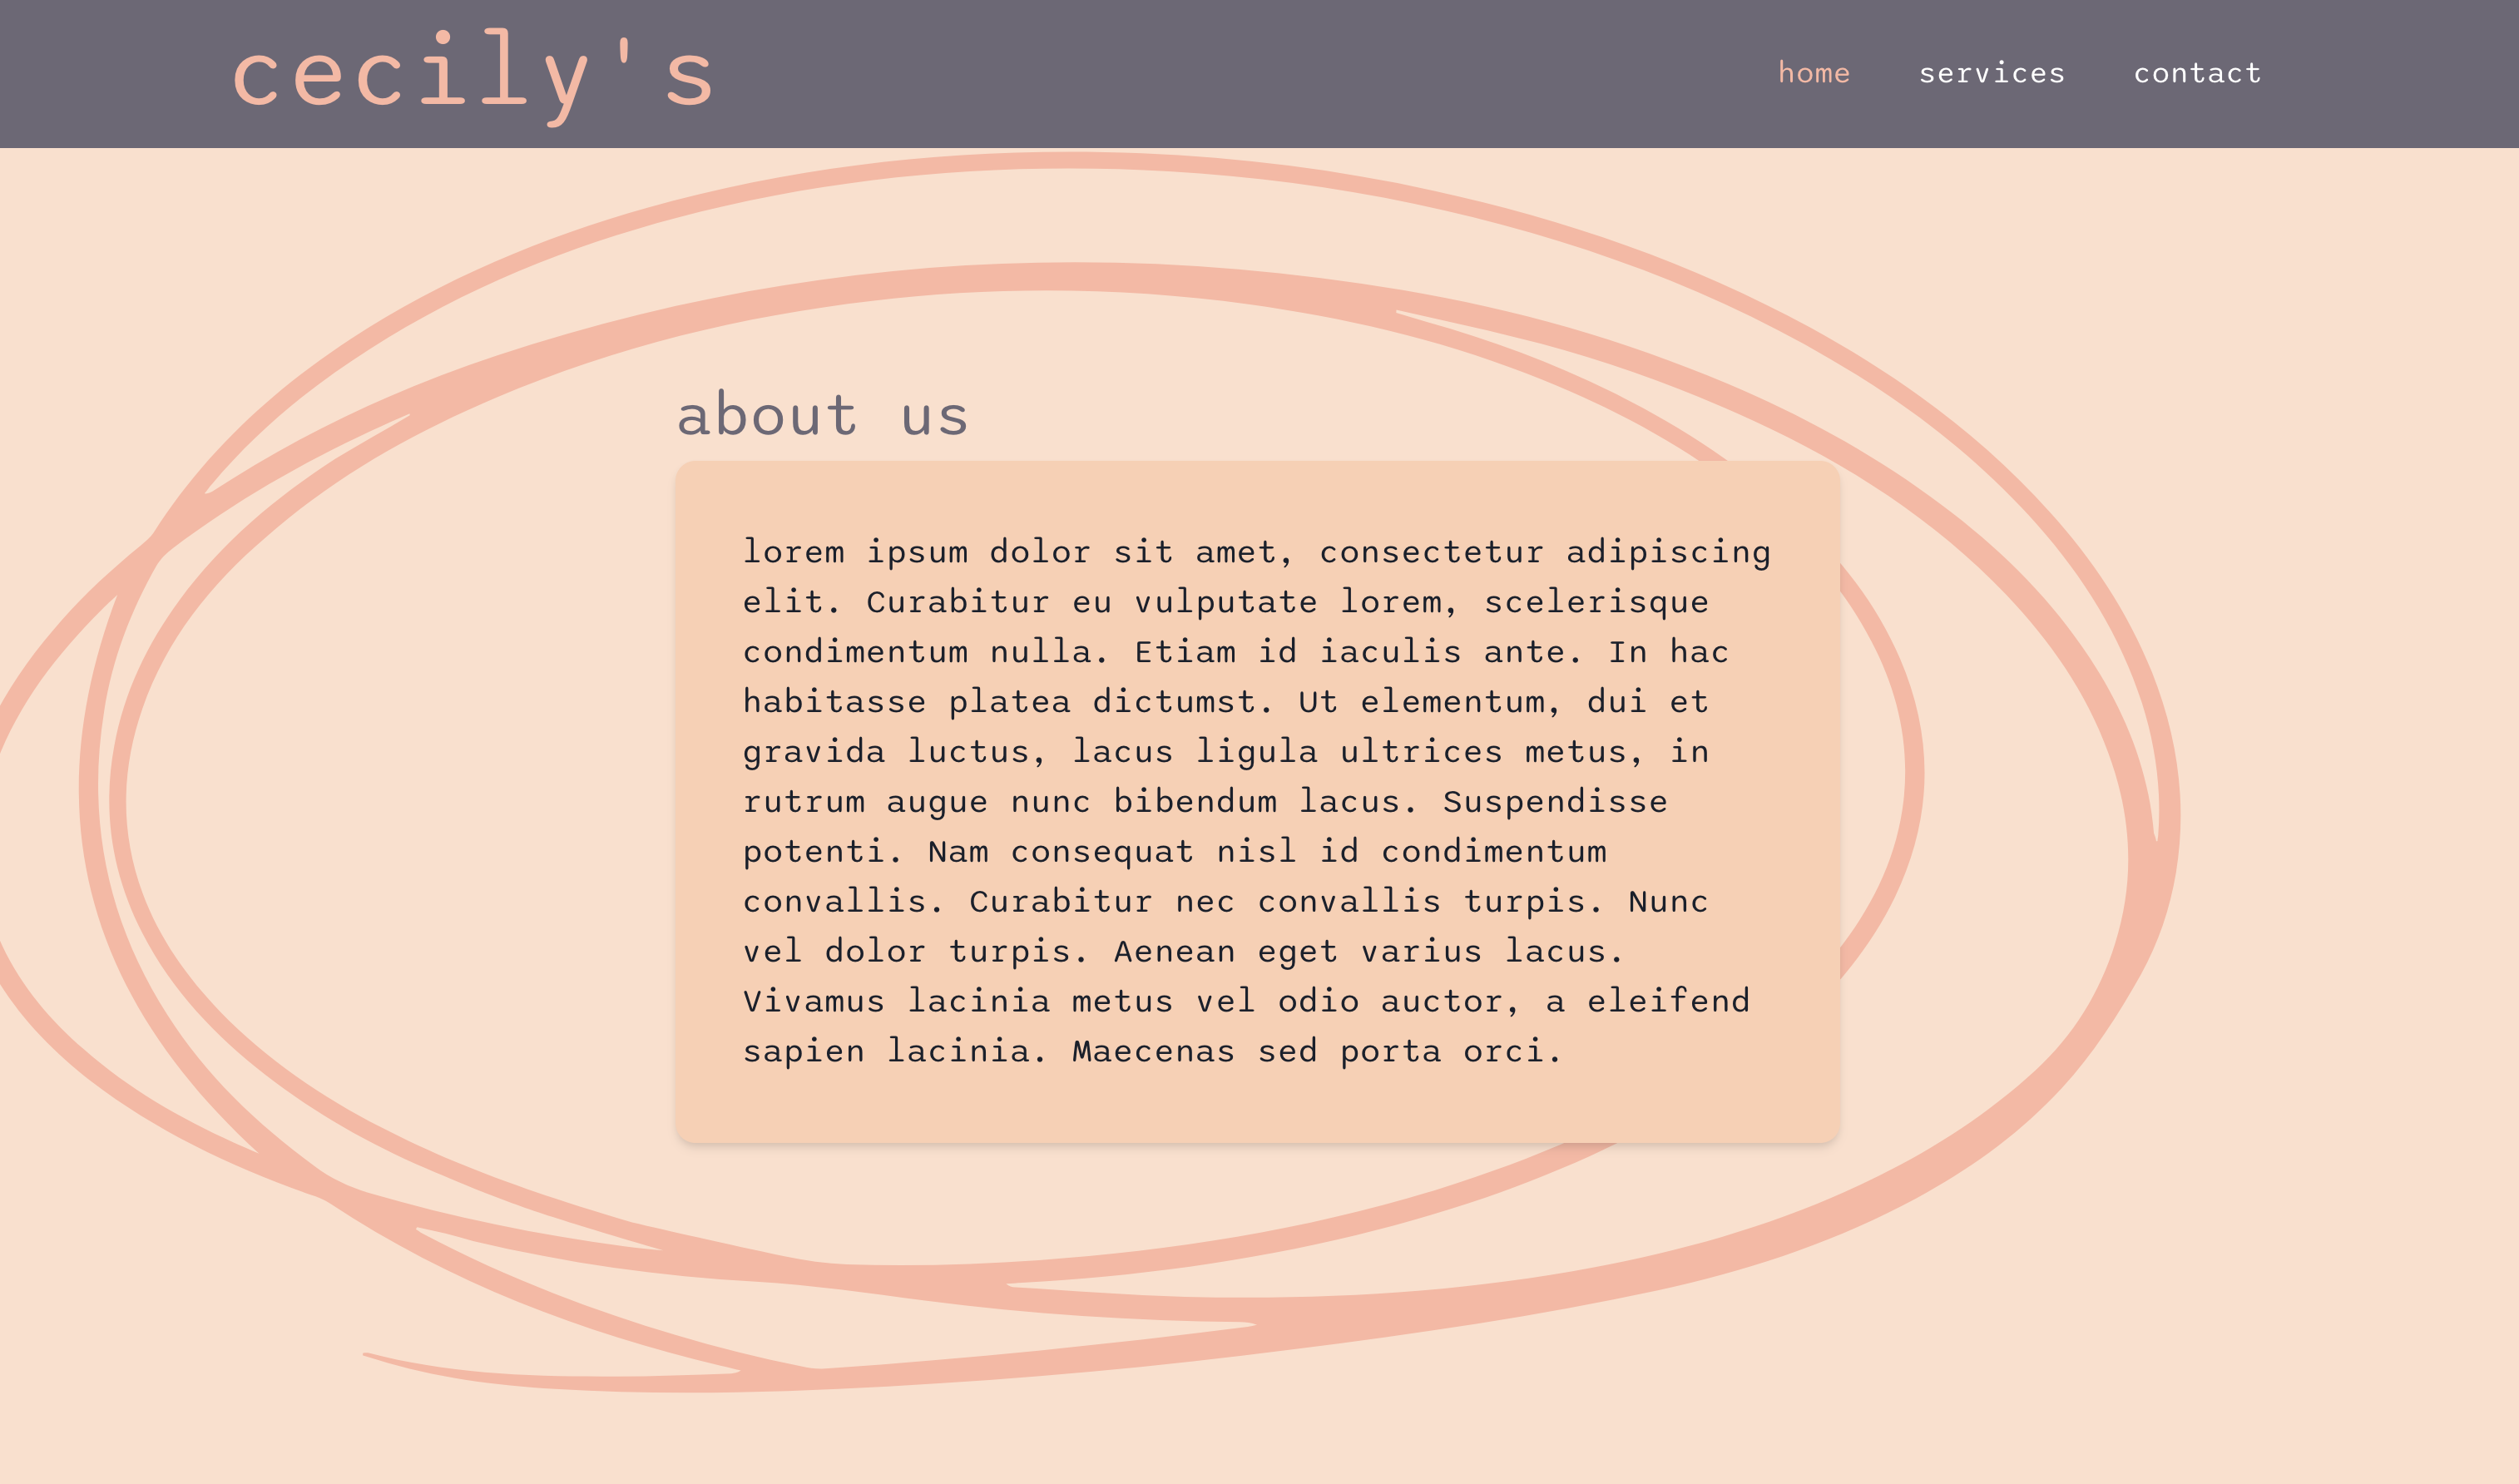 cecily's
home services contact
about us
lorem ipsum dolor sit amet, consectetur adipiscing
elit. Curabitur eu vulputate lorem, scelerisque
condimentum nulla. Etiam id iaculis ante. In hac
habitasse platea dictumst. Ut elementum, dui et
gravida luctus, lacus ligula ultrices metus, in
rutrum augue nunc bibendum lacus. Suspendisse
potenti. Nam consequat nisl id condimentum
convallis. Curabitur nec convallis turpis. Nunc
vel dolor turpis. Aenean eget varius lacus.
Vivamus lacinia metus vel odio auctor, a eleifend
sapien lacinia. Maecenas sed porta orci.